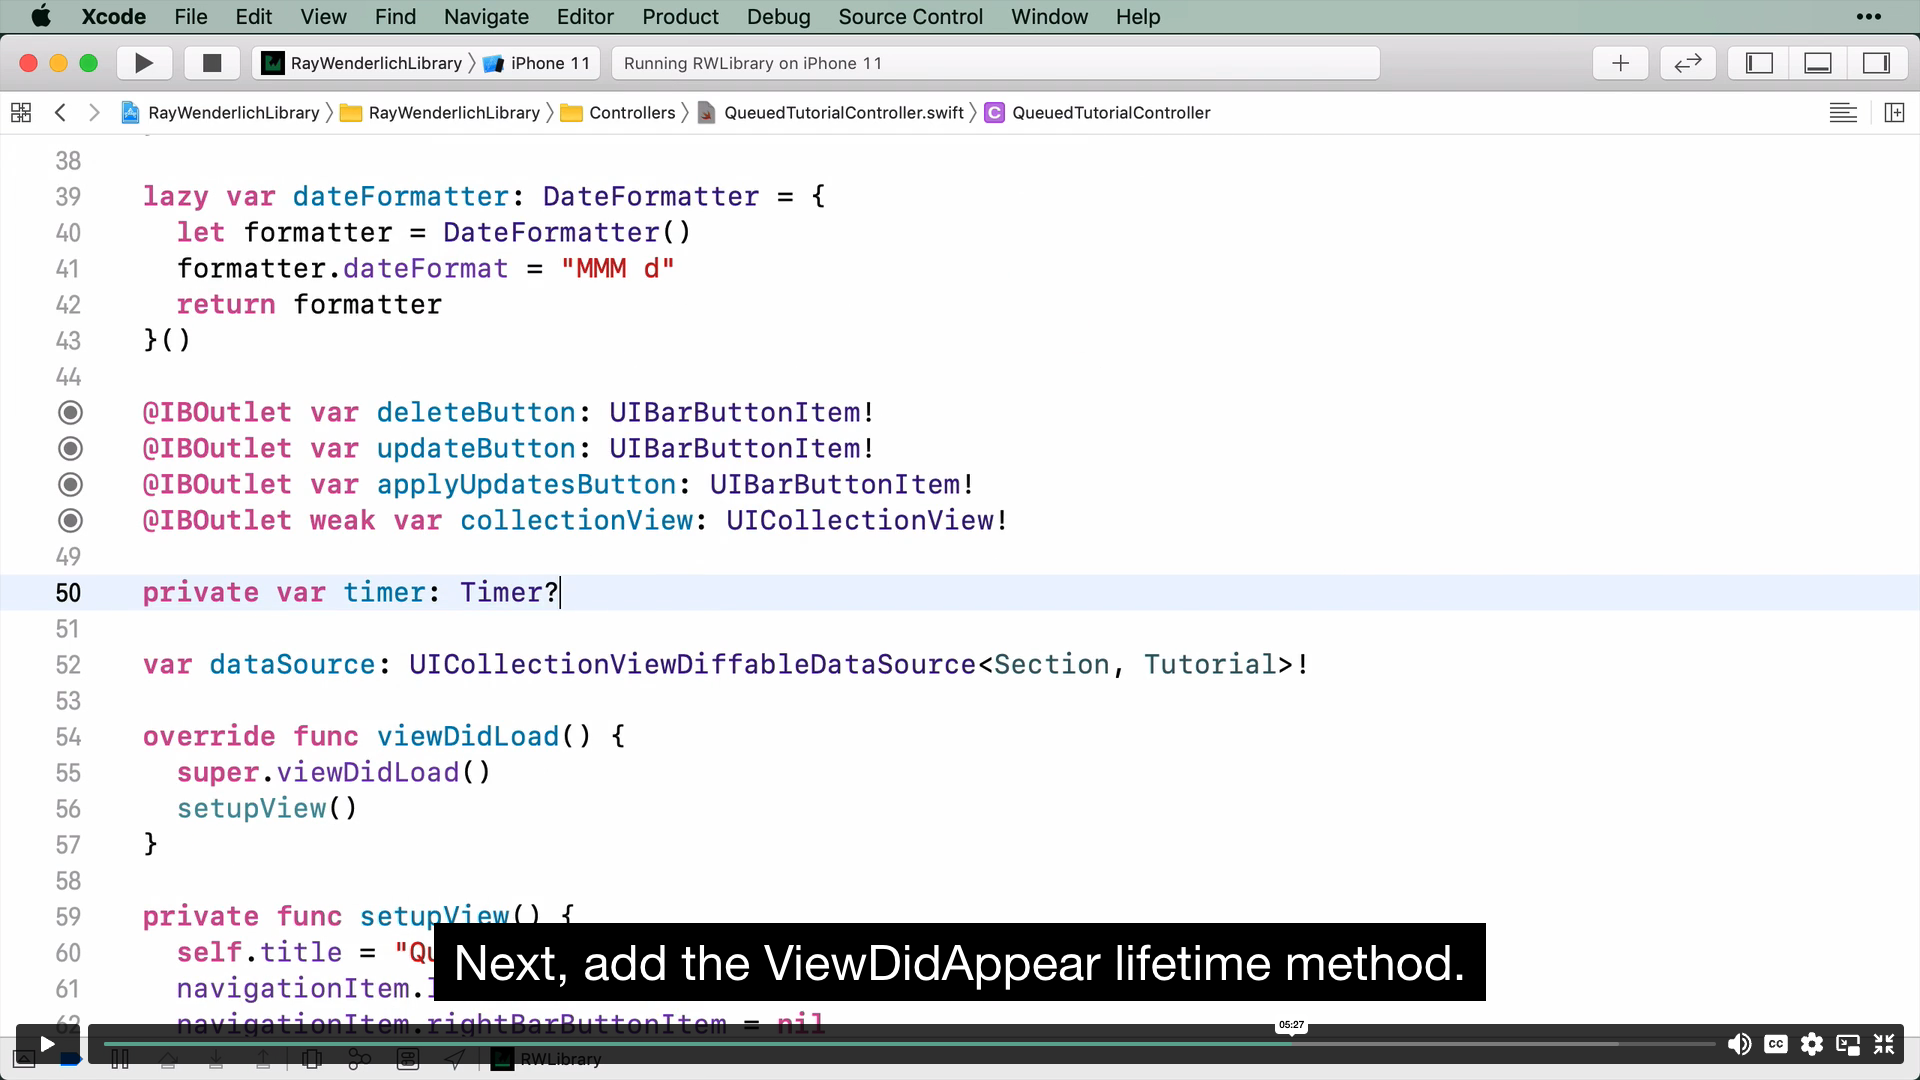 Xcode File Edit View Find Navigate Editor Product Debug Source Control Window Help
RayWenderlichLibrary iPhone 11 Running RWLibrary on iPhone 11
RayWenderlichLibrary RayWenderlichLibrary Controllers QueuedTutorialController.swift C QueuedTutorialController
38
39 lazy var dateFormatter: DateFormatter = {
40 let formatter = DateFormatter()
41 formatter.dateFormat = "MMM d"
42 return formatter
43 }()
44
@IBOutlet var deleteButton: UIBarButtonItem!
@IBOutlet var updateButton: UIBarButtonItem!
@IBOutlet var applyUpdatesButton: UIBarButtonItem!
@IBOutlet weak var collectionView: UICollectionView!
49
50 private var timer: Timer?
51
52 var dataSource: UICollectionViewDiffableDataSource<Section, Tutorial>!
53
54 override func viewDidLoad() {
55 super.viewDidLoad()
56 setupView()
57 }
58
59 private func setupView() {
60 self.title = "Qu
61 navigationItem.
62 navigationItem.rightBarButtonItem = nil
Next, add the ViewDidAppear lifetime method.
05:27
CC
RWLibrary